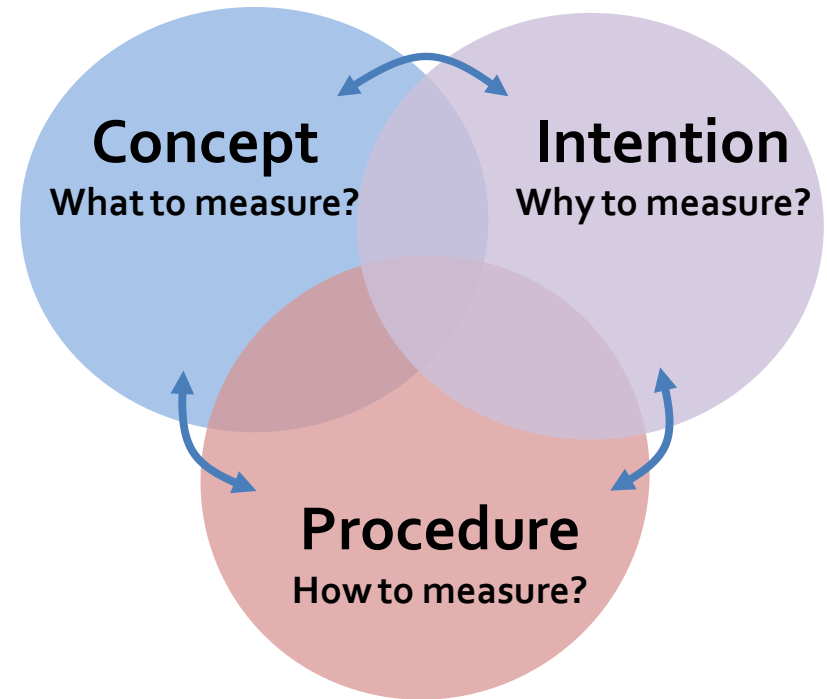 Concept
What to measure?
Intention
Why to measure?
Procedure
How to measure?